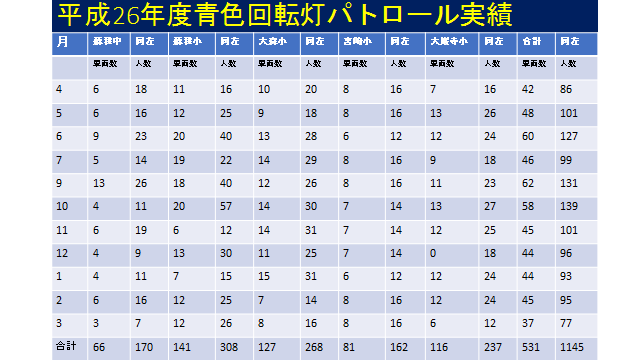 平成26年度青色回転灯パトロール実績
月 蘇我中 同左 蘇我小 同左 大森小 同左 宮崎小 同左 大巌寺小 同左 合計 同左
車両数 人数 車両数 人数 車両数 人数 車両数 人数 車両数 人数 車両数 人数
4 6 18 11 16 10 20 8 16 7 16 42 86
5 6 16 12 25 9 18 8 16 13 26 48 101
6 9 23 20 40 13 28 6 12 12 24 60 127
7 5 14 19 22 14 29 8 16 9 18 46 99
9 13 26 18 40 12 26 8 16 11 23 62 131
10 4 11 20 57 14 30 7 14 13 27 58 139
11 6 19 6 12 14 31 7 14 12 25 45 101
12 4 9 13 30 11 25 7 14 0 18 44 96
1 4 11 7 15 15 31 6 12 12 24 44 93
2 6 16 12 25 7 14 8 16 12 24 45 95
3 3 7 12 26 8 16 8 16 6 12 37 77
合計 66 170 141 308 127 268 81 162 116 237 531 1145